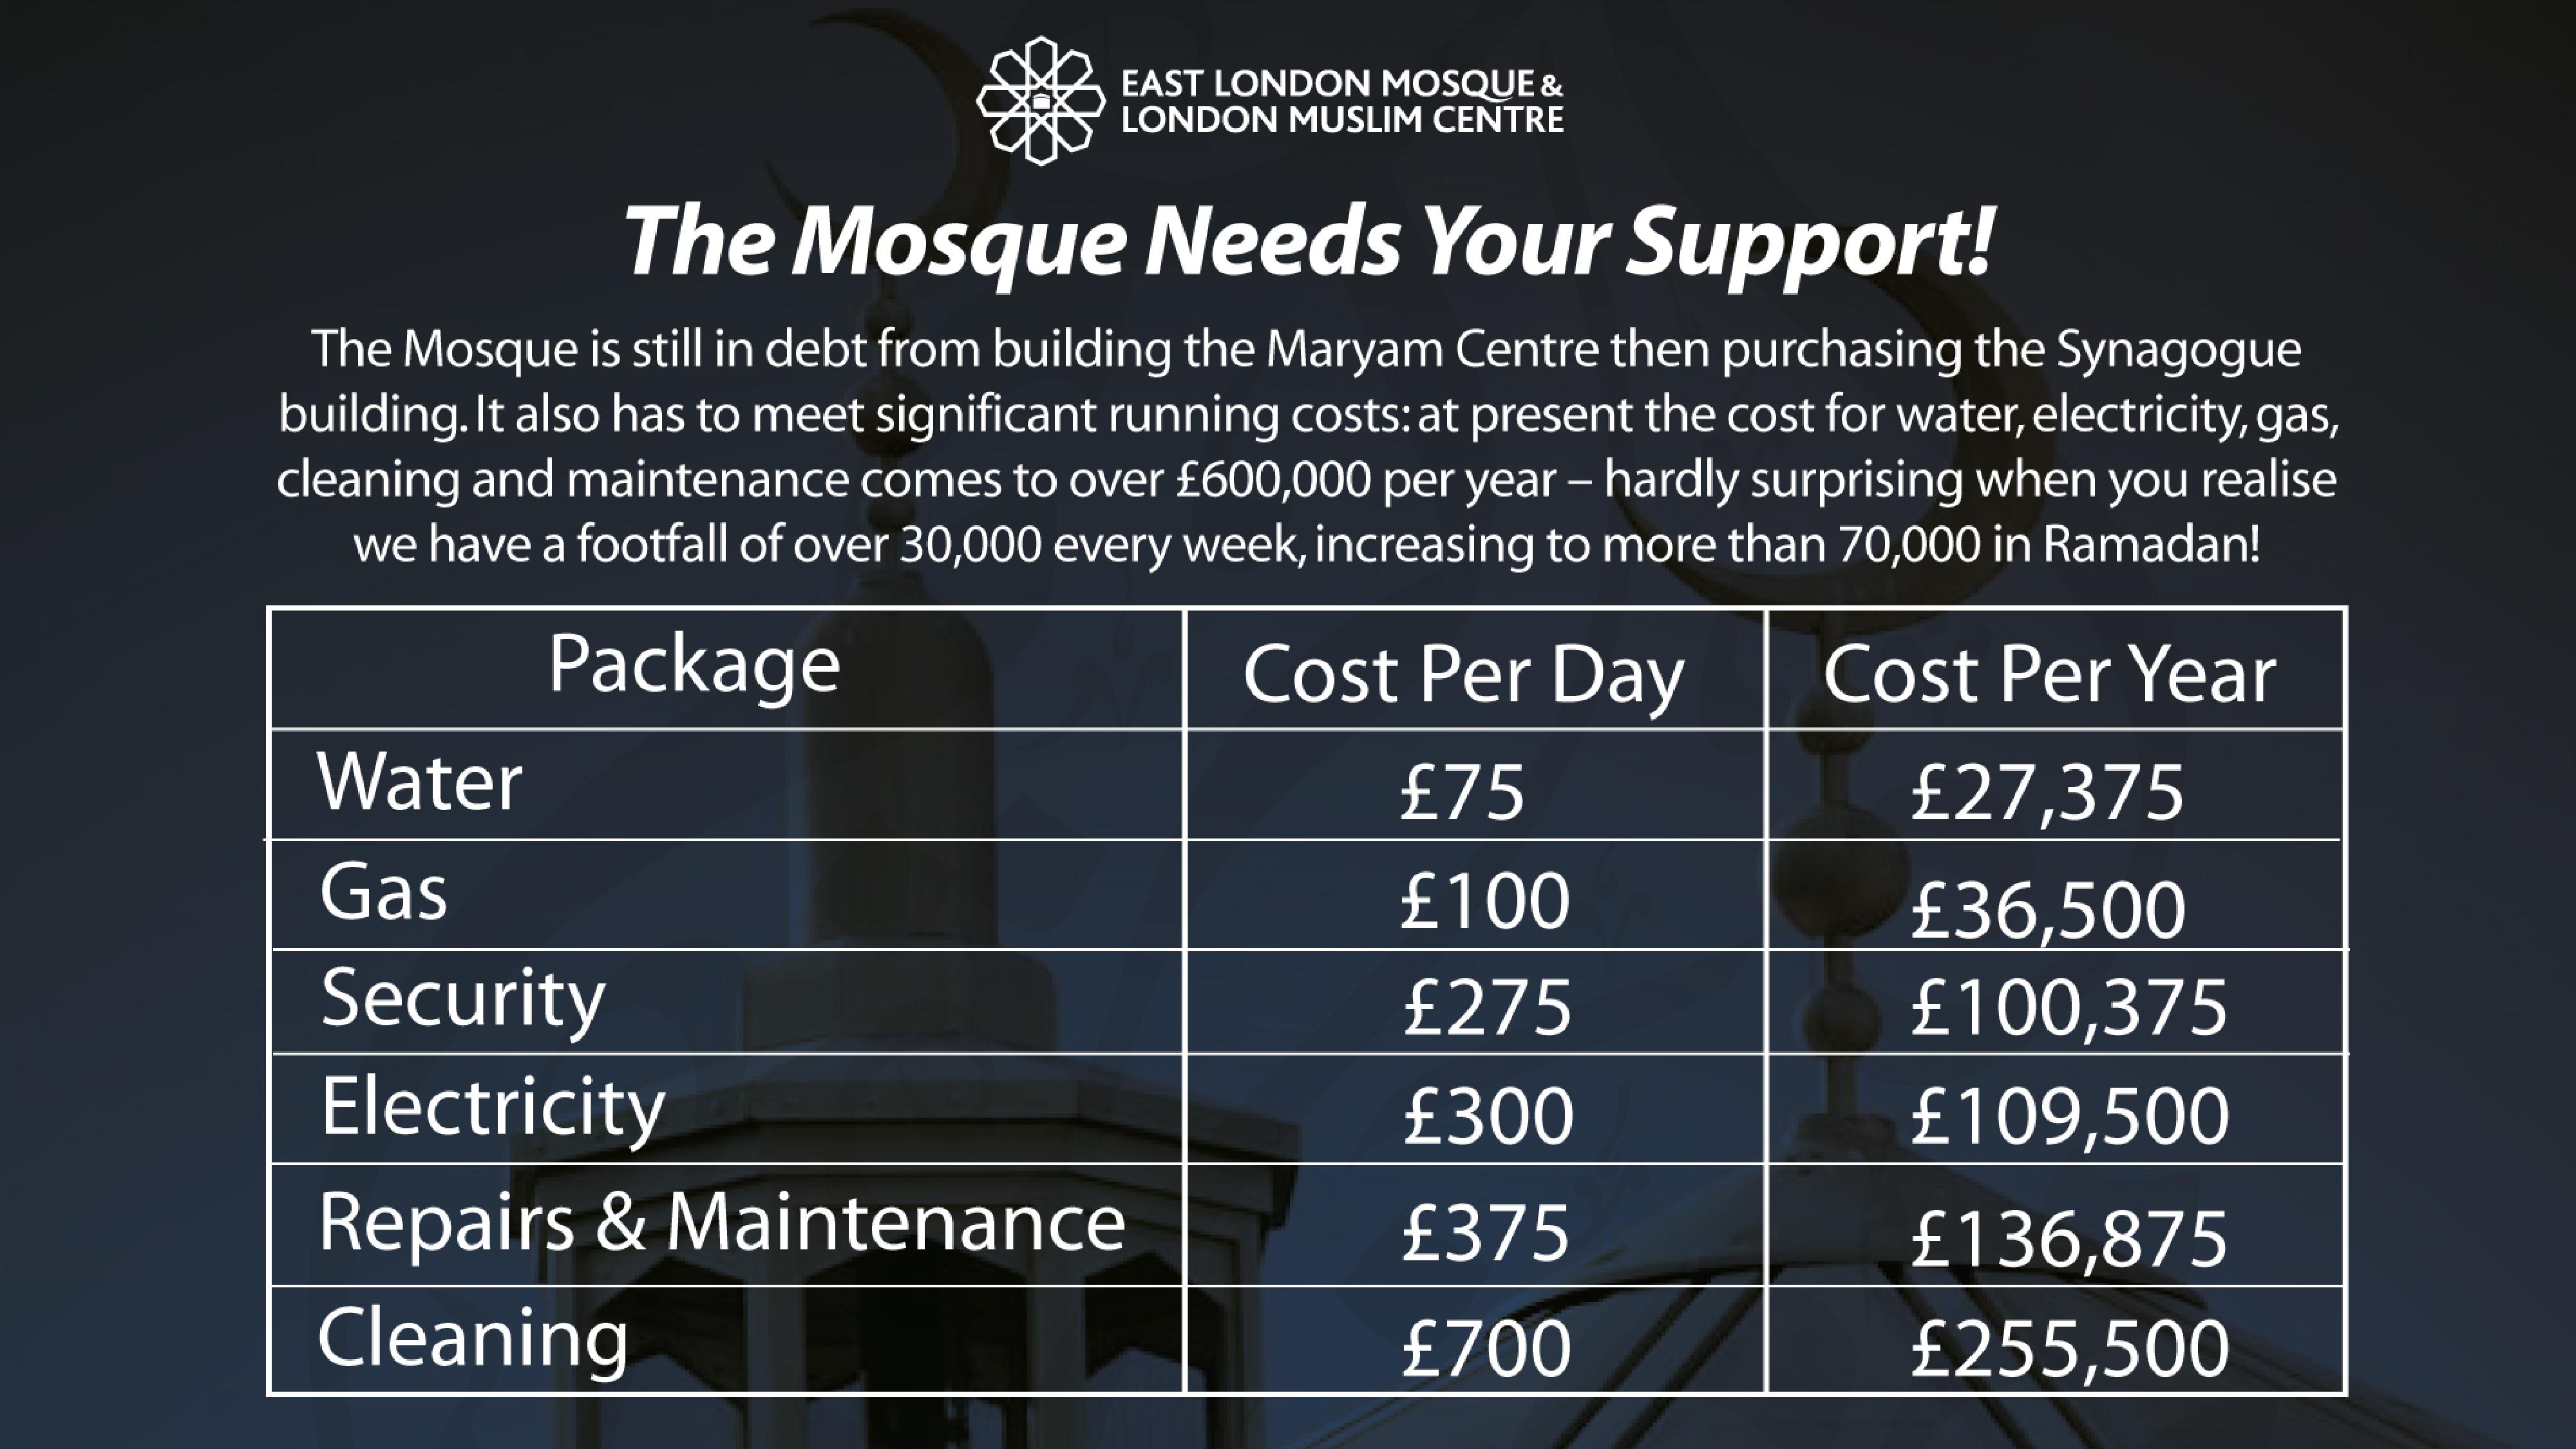 EAST LONDON MOSQUE &
LONDON MUSLIM CENTRE
The Mosque Needs Your Support!
The Mosque is still in debt from building the Maryam Centre then purchasing the Synagogue
building. It also has to meet significant running costs: at present the cost for water, electricity, gas,
cleaning and maintenance comes to over £600,000 per year – hardly surprising when you realise
we have a footfall of over 30,000 every week, increasing to more than 70,000 in Ramadan!
Package Cost Per Day Cost Per Year
Water £75 £27,375
Gas £100 £36,500
Security £275 £100,375
Electricity £300 £109,500
Repairs & Maintenance £375 £136,875
Cleaning £700 £255,500